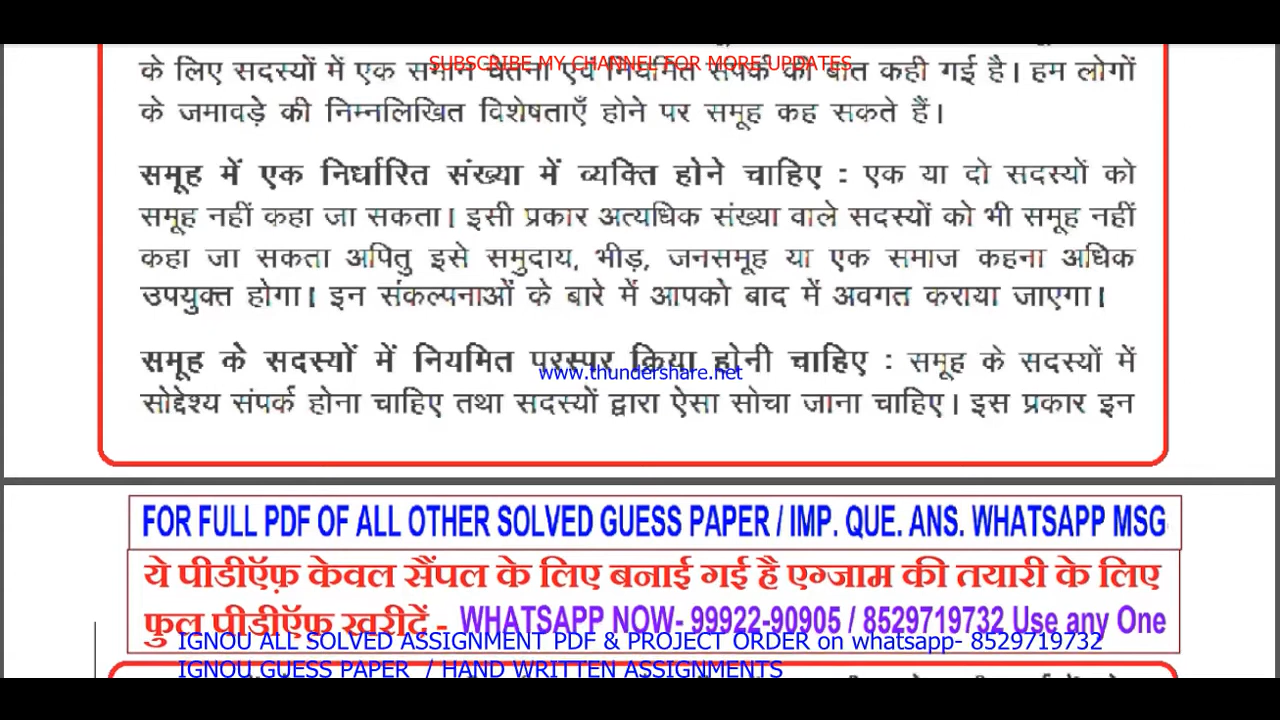 SUBSCRIBE MY CHANNEL FOR MORE UPDATES
के लिए सदस्यों में एक समान चेतना एवं नियमित संपर्क की बात कही गई है। हम लोगों
के जमावड़े की निम्नलिखित विशेषताएँ होने पर समूह कह सकते हैं।
समूह में एक निर्धारित संख्या में व्यक्ति होने चाहिए : एक या दो सदस्यों को
समूह नहीं कहा जा सकता। इसी प्रकार अत्यधिक संख्या वाले सदस्यों को भी समूह नहीं
कहा जा सकता अपितु इसे समुदाय, भीड़, जनसमूह या एक समाज कहना अधिक
उपयुक्त होगा। इन संकल्पनाओं के बारे में आपको बाद में अवगत कराया जाएगा।
समूह के सदस्यों में नियमित परस्पर क्रिया होनी चाहिए : समूह के सदस्यों में
www.thundershare.net
सोद्देश्य संपर्क होना चाहिए तथा सदस्यों द्वारा ऐसा सोचा जाना चाहिए। इस प्रकार इन
FOR FULL PDF OF ALL OTHER SOLVED GUESS PAPER / IMP. QUE. ANS. WHATSAPP MSG
ये पीडीऍफ़ केवल सैंपल के लिए बनाई गई है एग्जाम की तयारी के लिए
फुल पीडीऍफ़ खरीदें - WHATSAPP NOW- 99922-90905 / 8529719732 Use any One
IGNOU ALL SOLVED ASSIGNMENT PDF & PROJECT ORDER on whatsapp- 8529719732
IGNOU GUESS PAPER / HAND WRITTEN ASSIGNMENTS